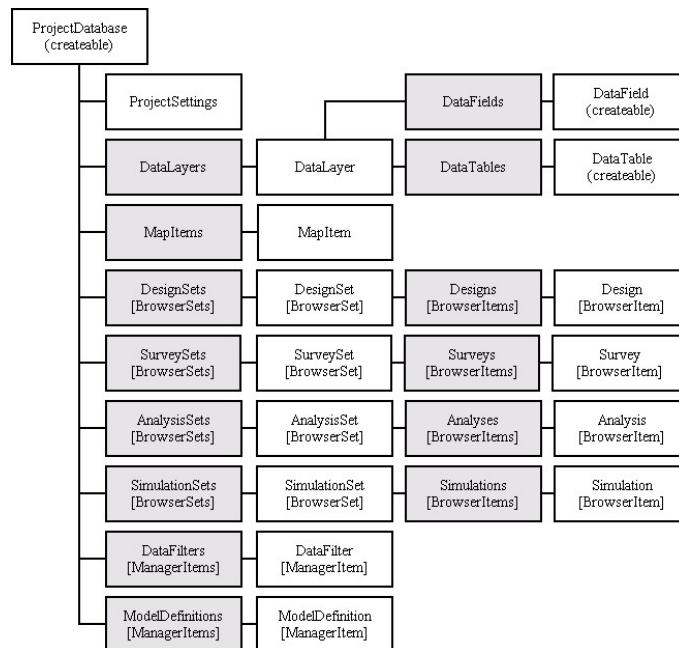 ProjectDatabase
(createable)
ProjectSettings
DataFields
DataField
(createable)
DataLayers
DataLayer
DataTables
DataTable
(createable)
MapItems
MapItem
DesignSets
[BrowserSets]
DesignSet
[BrowserSet]
Designs
[BrowserItems]
Design
[BrowserItem]
SurveySets
[BrowserSets]
SurveySet
[BrowserSet]
Surveys
[BrowserItems]
Survey
[BrowserItem]
AnalysisSets
[BrowserSets]
AnalysisSet
[BrowserSet]
Analyses
[BrowserItems]
Analysis
[BrowserItem]
SimulationSets
[BrowserSets]
SimulationSet
[BrowserSet]
Simulations
[BrowserItems]
Simulation
[BrowserItem]
DataFilters
[ManagerItems]
DataFilter
[ManagerItem]
ModelDefinitions
[ManagerItems]
ModelDefinition
[ManagerItem]